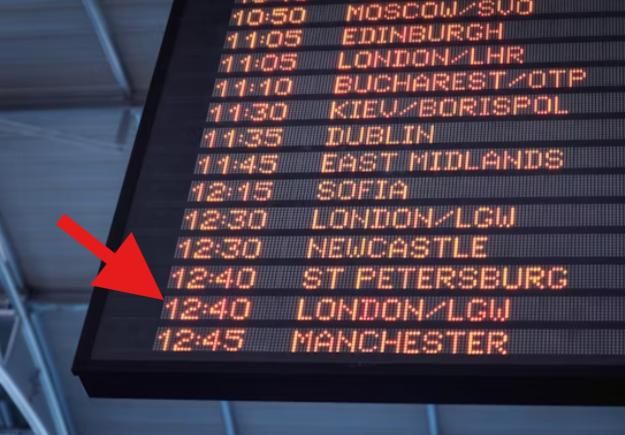 10:50 MOSCOW/SVO
11:05 EDINBURGH
11:05 LONDON/LHR
11:10 BUCHAREST/OTP
11:30 KIEV/BORISPOL
11:35 DUBLIN
11:45 EAST MIDLANDS
12:15 SOFIA
12:30 LONDON/LGW
12:30 NEWCASTLE
12:40 ST PETERSBURG
12:40 LONDON/LGW
12:45 MANCHESTER